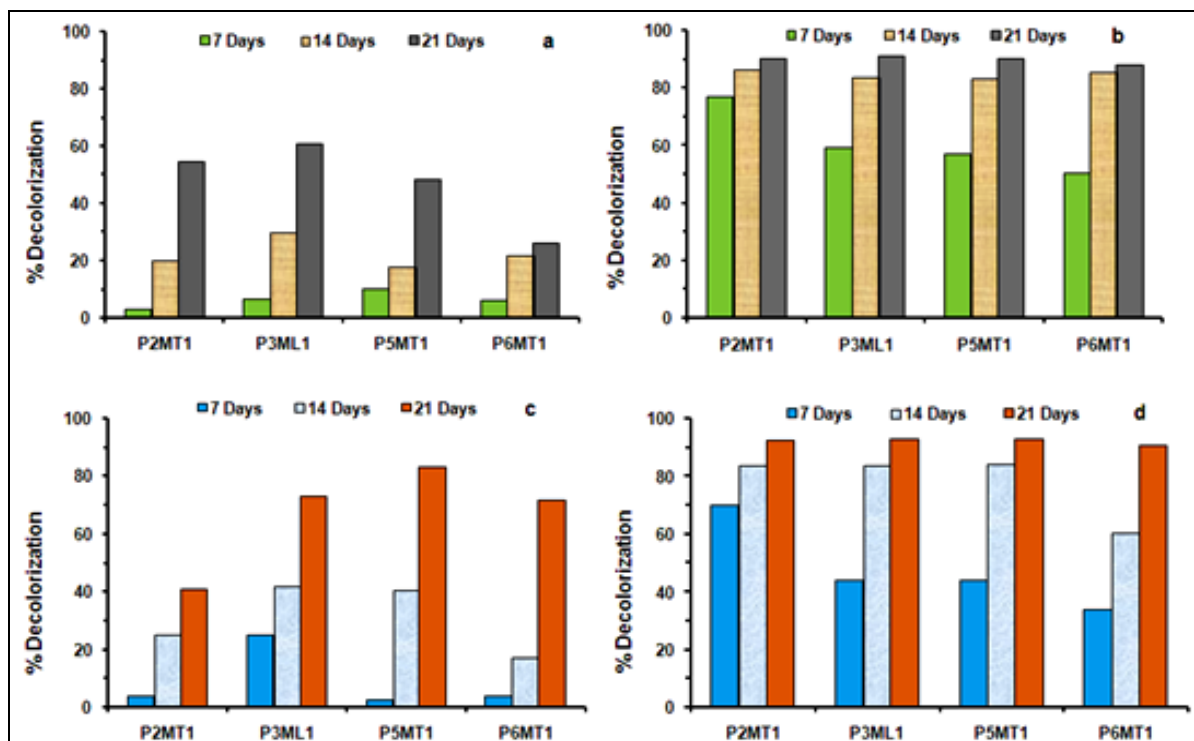 7 Days 14 Days 21 Days a
% Decolorization
100
80
60
40
20
0
P2MT1 P3ML1 P5MT1 P6MT1
7 Days 14 Days 21 Days b
% Decolorization
100
80
60
40
20
0
P2MT1 P3ML1 P5MT1 P6MT1
7 Days 14 Days 21 Days c
% Decolorization
100
80
60
40
20
0
P2MT1 P3ML1 P5MT1 P6MT1
7 Days 14 Days 21 Days d
% Decolorization
100
80
60
40
20
0
P2MT1 P3ML1 P5MT1 P6MT1